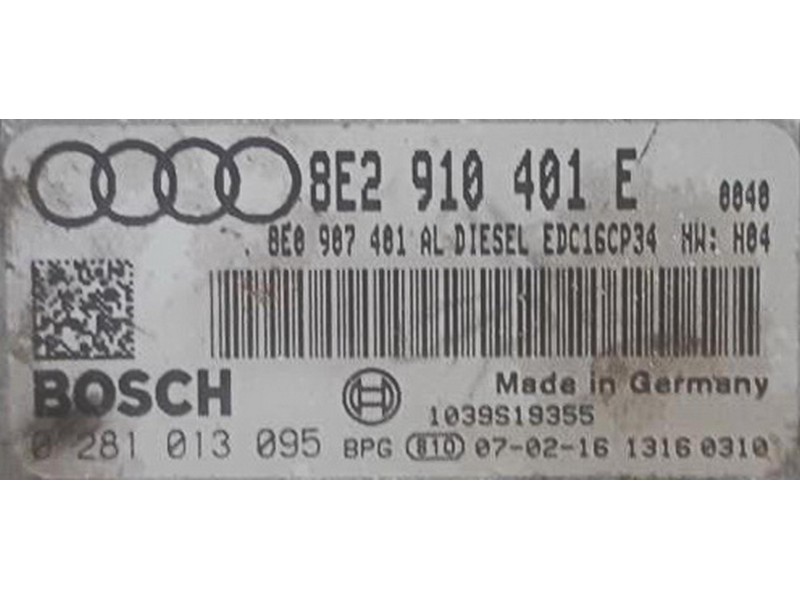 8E2 910 401 E 0040
8E0 907 401 AL DIESEL EDC16CP34 HW: H04
BOSCH
Made in Germany
1039S19355
0 281 013 095 BPG 810 07-02-16 1316 0310